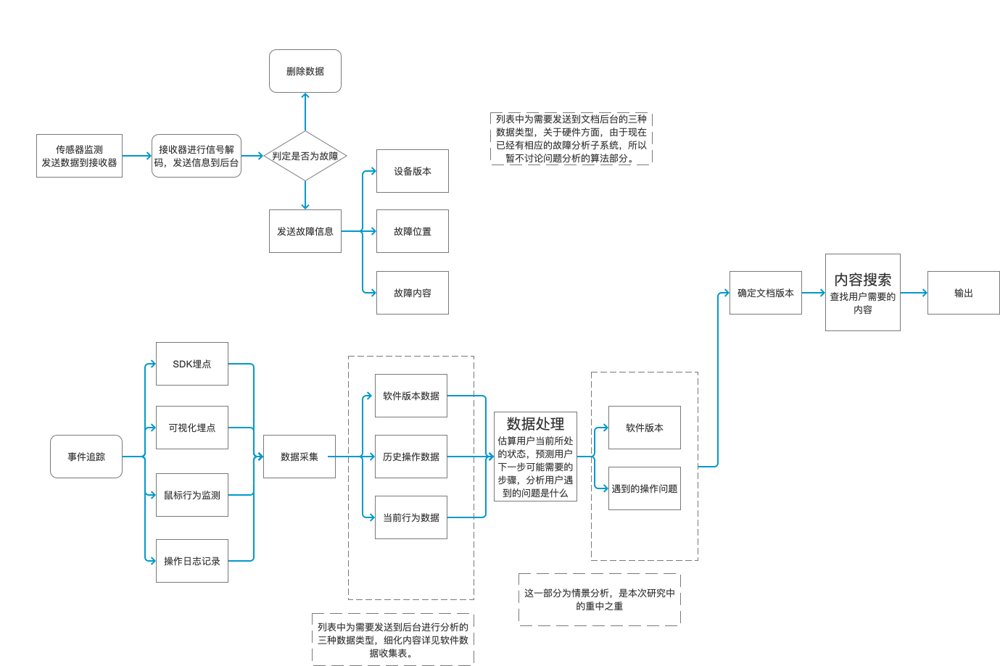 删除数据
传感器监测
发送数据到接收器
接收器进行信号解
码，发送信息到后台
判定是否为故障
发送故障信息
设备版本
故障位置
故障内容
列表中为需要发送到文档后台的三种
数据类型，关于硬件方面，由于现在
已经有相应的故障分析子系统，所以
暂不讨论问题分析的算法部分。
事件追踪
SDK埋点
可视化埋点
鼠标行为监测
操作日志记录
数据采集
软件版本数据
历史操作数据
当前行为数据
列表中为需要发送到后台进行分析的
三种数据类型，细化内容详见软件数
据收集表。
数据处理
估算用户当前所处
的状态，预测用户
下一步可能需要的
步骤，分析用户遇
到的问题是什么
软件版本
遇到的操作问题
这一部分为情景分析，是本次研究中
的重中之重
确定文档版本
内容搜索
查找用户需要的
内容
输出